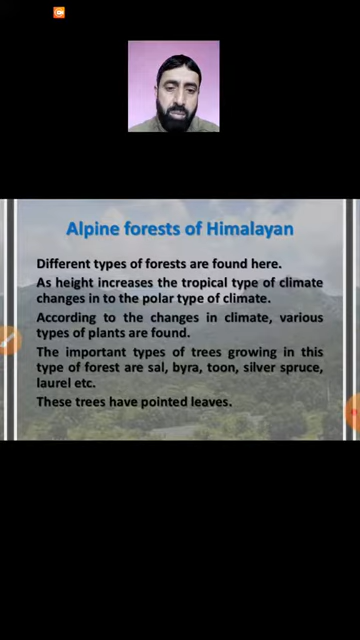 Alpine forests of Himalayan
Different types of forests are found here.
As height increases the tropical type of climate
changes in to the polar type of climate.
According to the changes in climate, various
types of plants are found.
The important types of trees growing in this
type of forest are sal, byra, toon, silver spruce,
laurel etc.
These trees have pointed leaves.